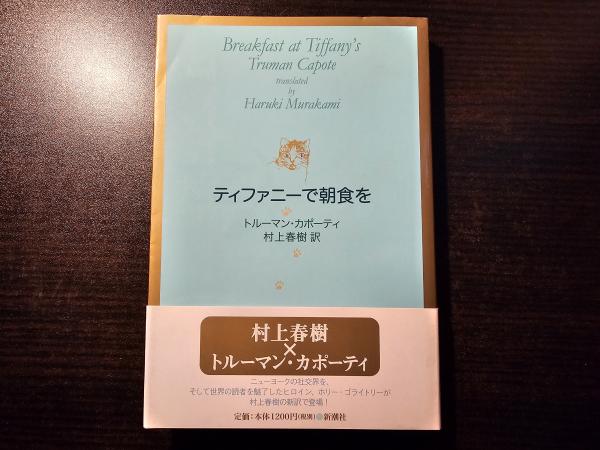 Breakfast at Tiffany's
Truman Capote
translated
by
Haruki Murakami
ティファニーで朝食を
トルーマン・カポーティ
村上春樹 訳
村上春樹
×
トルーマン・カポーティ
ニューヨークの社交界を、
そして世界の読者を魅了したヒロイン、ホリー・ゴライトリーが
村上春樹の新訳で登場!
定価:本体1200円(税別) 新潮社